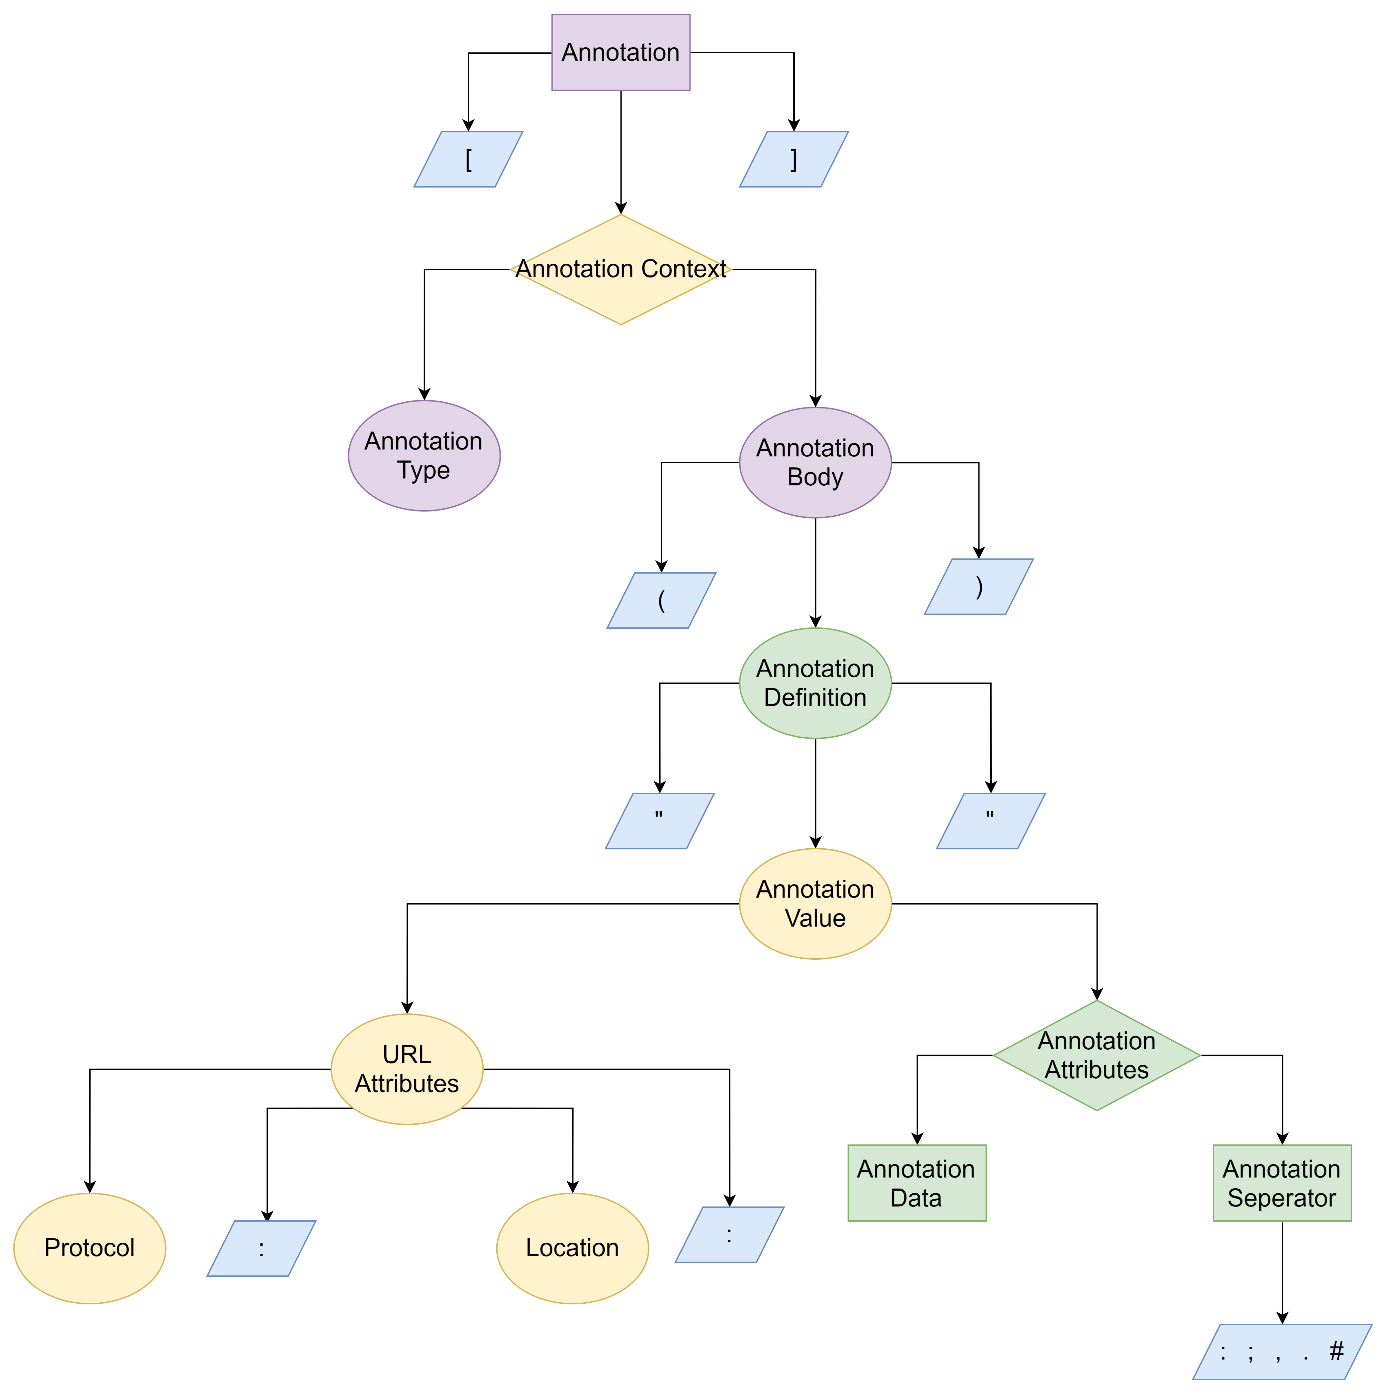 Annotation
[
]
Annotation Context
Annotation
Type
Annotation
Body
(
)
Annotation
Definition
"
"
Annotation
Value
URL
Attributes
Annotation
Attributes
Annotation
Data
Annotation
Seperator
Protocol
:
Location
:
: ; , . #